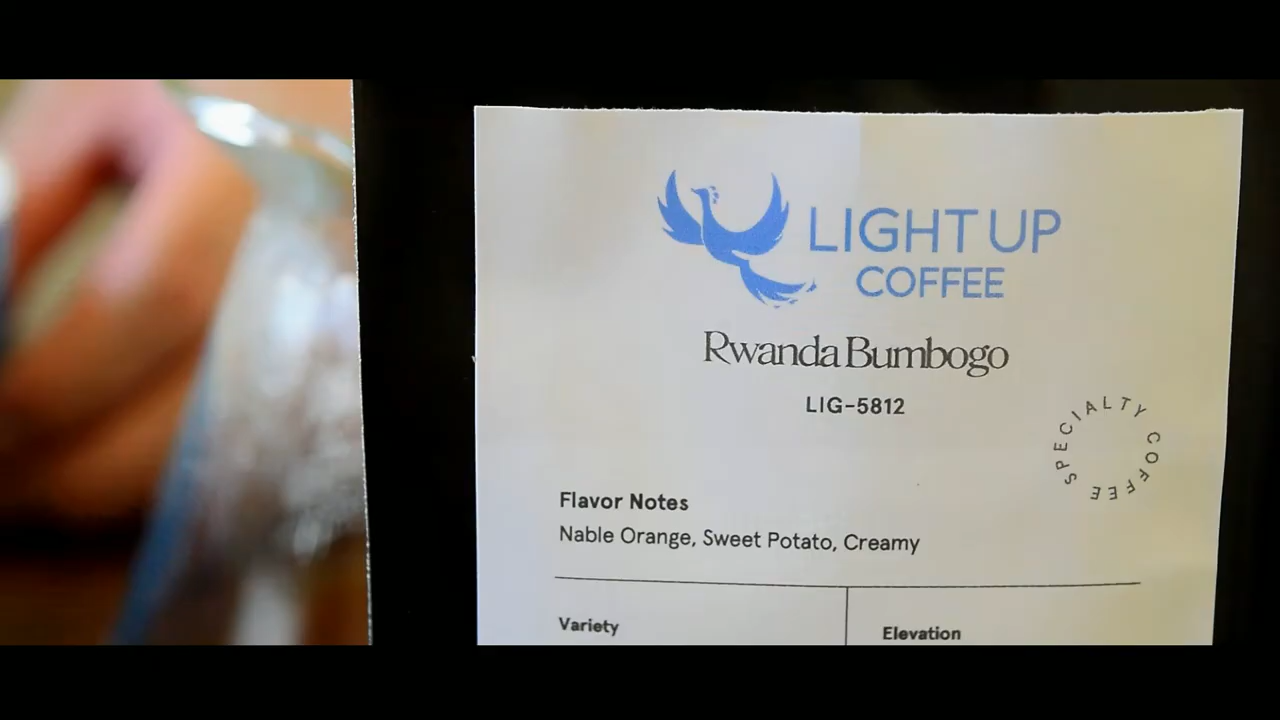 LIGHT UP
COFFEE
Rwanda Bumbogo
LIG-5812
SPECIALTY COFFEE
Flavor Notes
Nable Orange, Sweet Potato, Creamy
Variety
Elevation